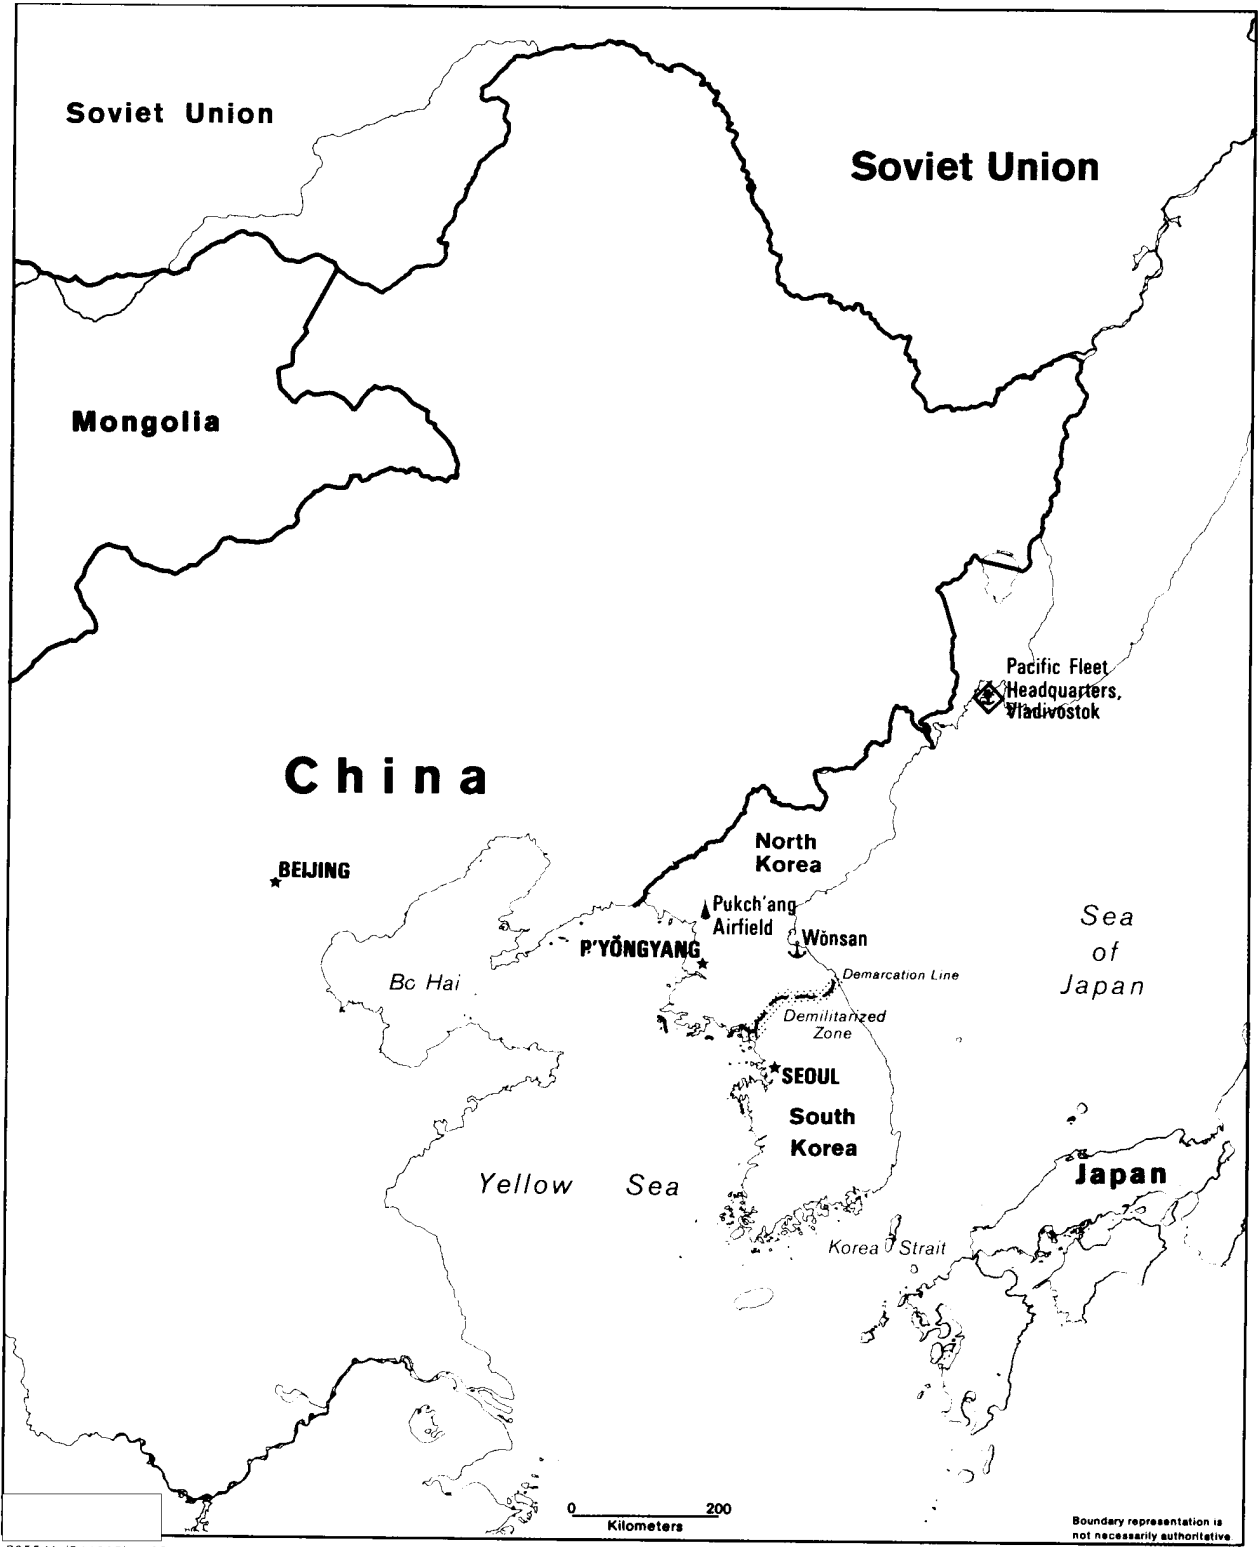 Soviet Union
Soviet Union
Mongolia
Pacific Fleet
Headquarters,
Vladivostok
China
North
Korea
BEIJING
Pukch'ang
Airfield
Wŏnsan
P'YŎNGYANG
Sea
of
Japan
Demarcation Line
Bo Hai
Demilitarized
Zone
SEOUL
South
Korea
Japan
Yellow Sea
Korea Strait
0 200
Kilometers
Boundary representation is
not necessarily authoritative